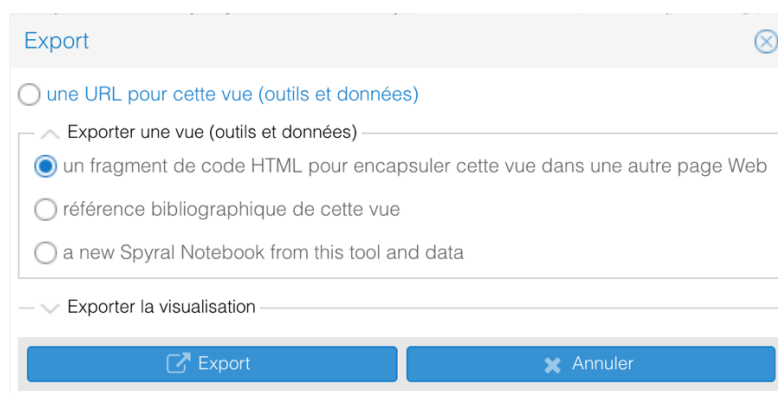 Export
une URL pour cette vue (outils et données)
Exporter une vue (outils et données)
un fragment de code HTML pour encapsuler cette vue dans une autre page Web
référence bibliographique de cette vue
a new Spyral Notebook from this tool and data
Exporter la visualisation
Export
Annuler